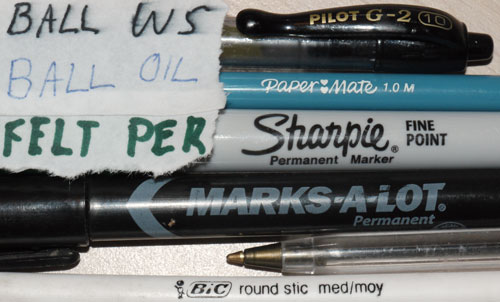 BALL WS
BALL OIL
FELT PER
PILOT G-2 10
PAPER MATE 1.0 M
Sharpie® FINE POINT
Permanent Marker
MARKS-A-LOT®
Permanent
BIC round stic med/moy